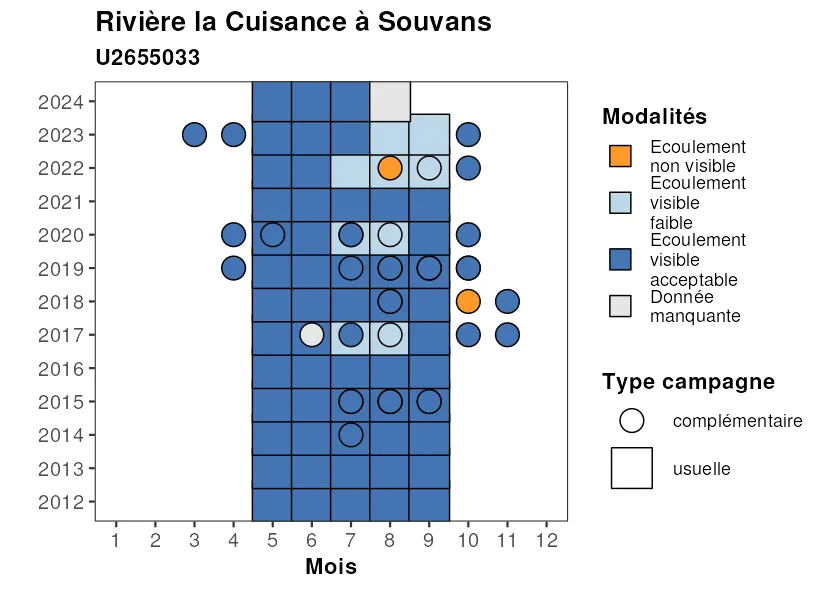 Rivière la Cuisance à Souvans
U2655033
2024
2023
2022
2021
2020
2019
2018
2017
2016
2015
2014
2013
2012
1 2 3 4 5 6 7 8 9 10 11 12
Mois
Modalités
Ecoulement
non visible
Ecoulement
visible
faible
Ecoulement
visible
acceptable
Donnée
manquante
Type campagne
complémentaire
usuelle